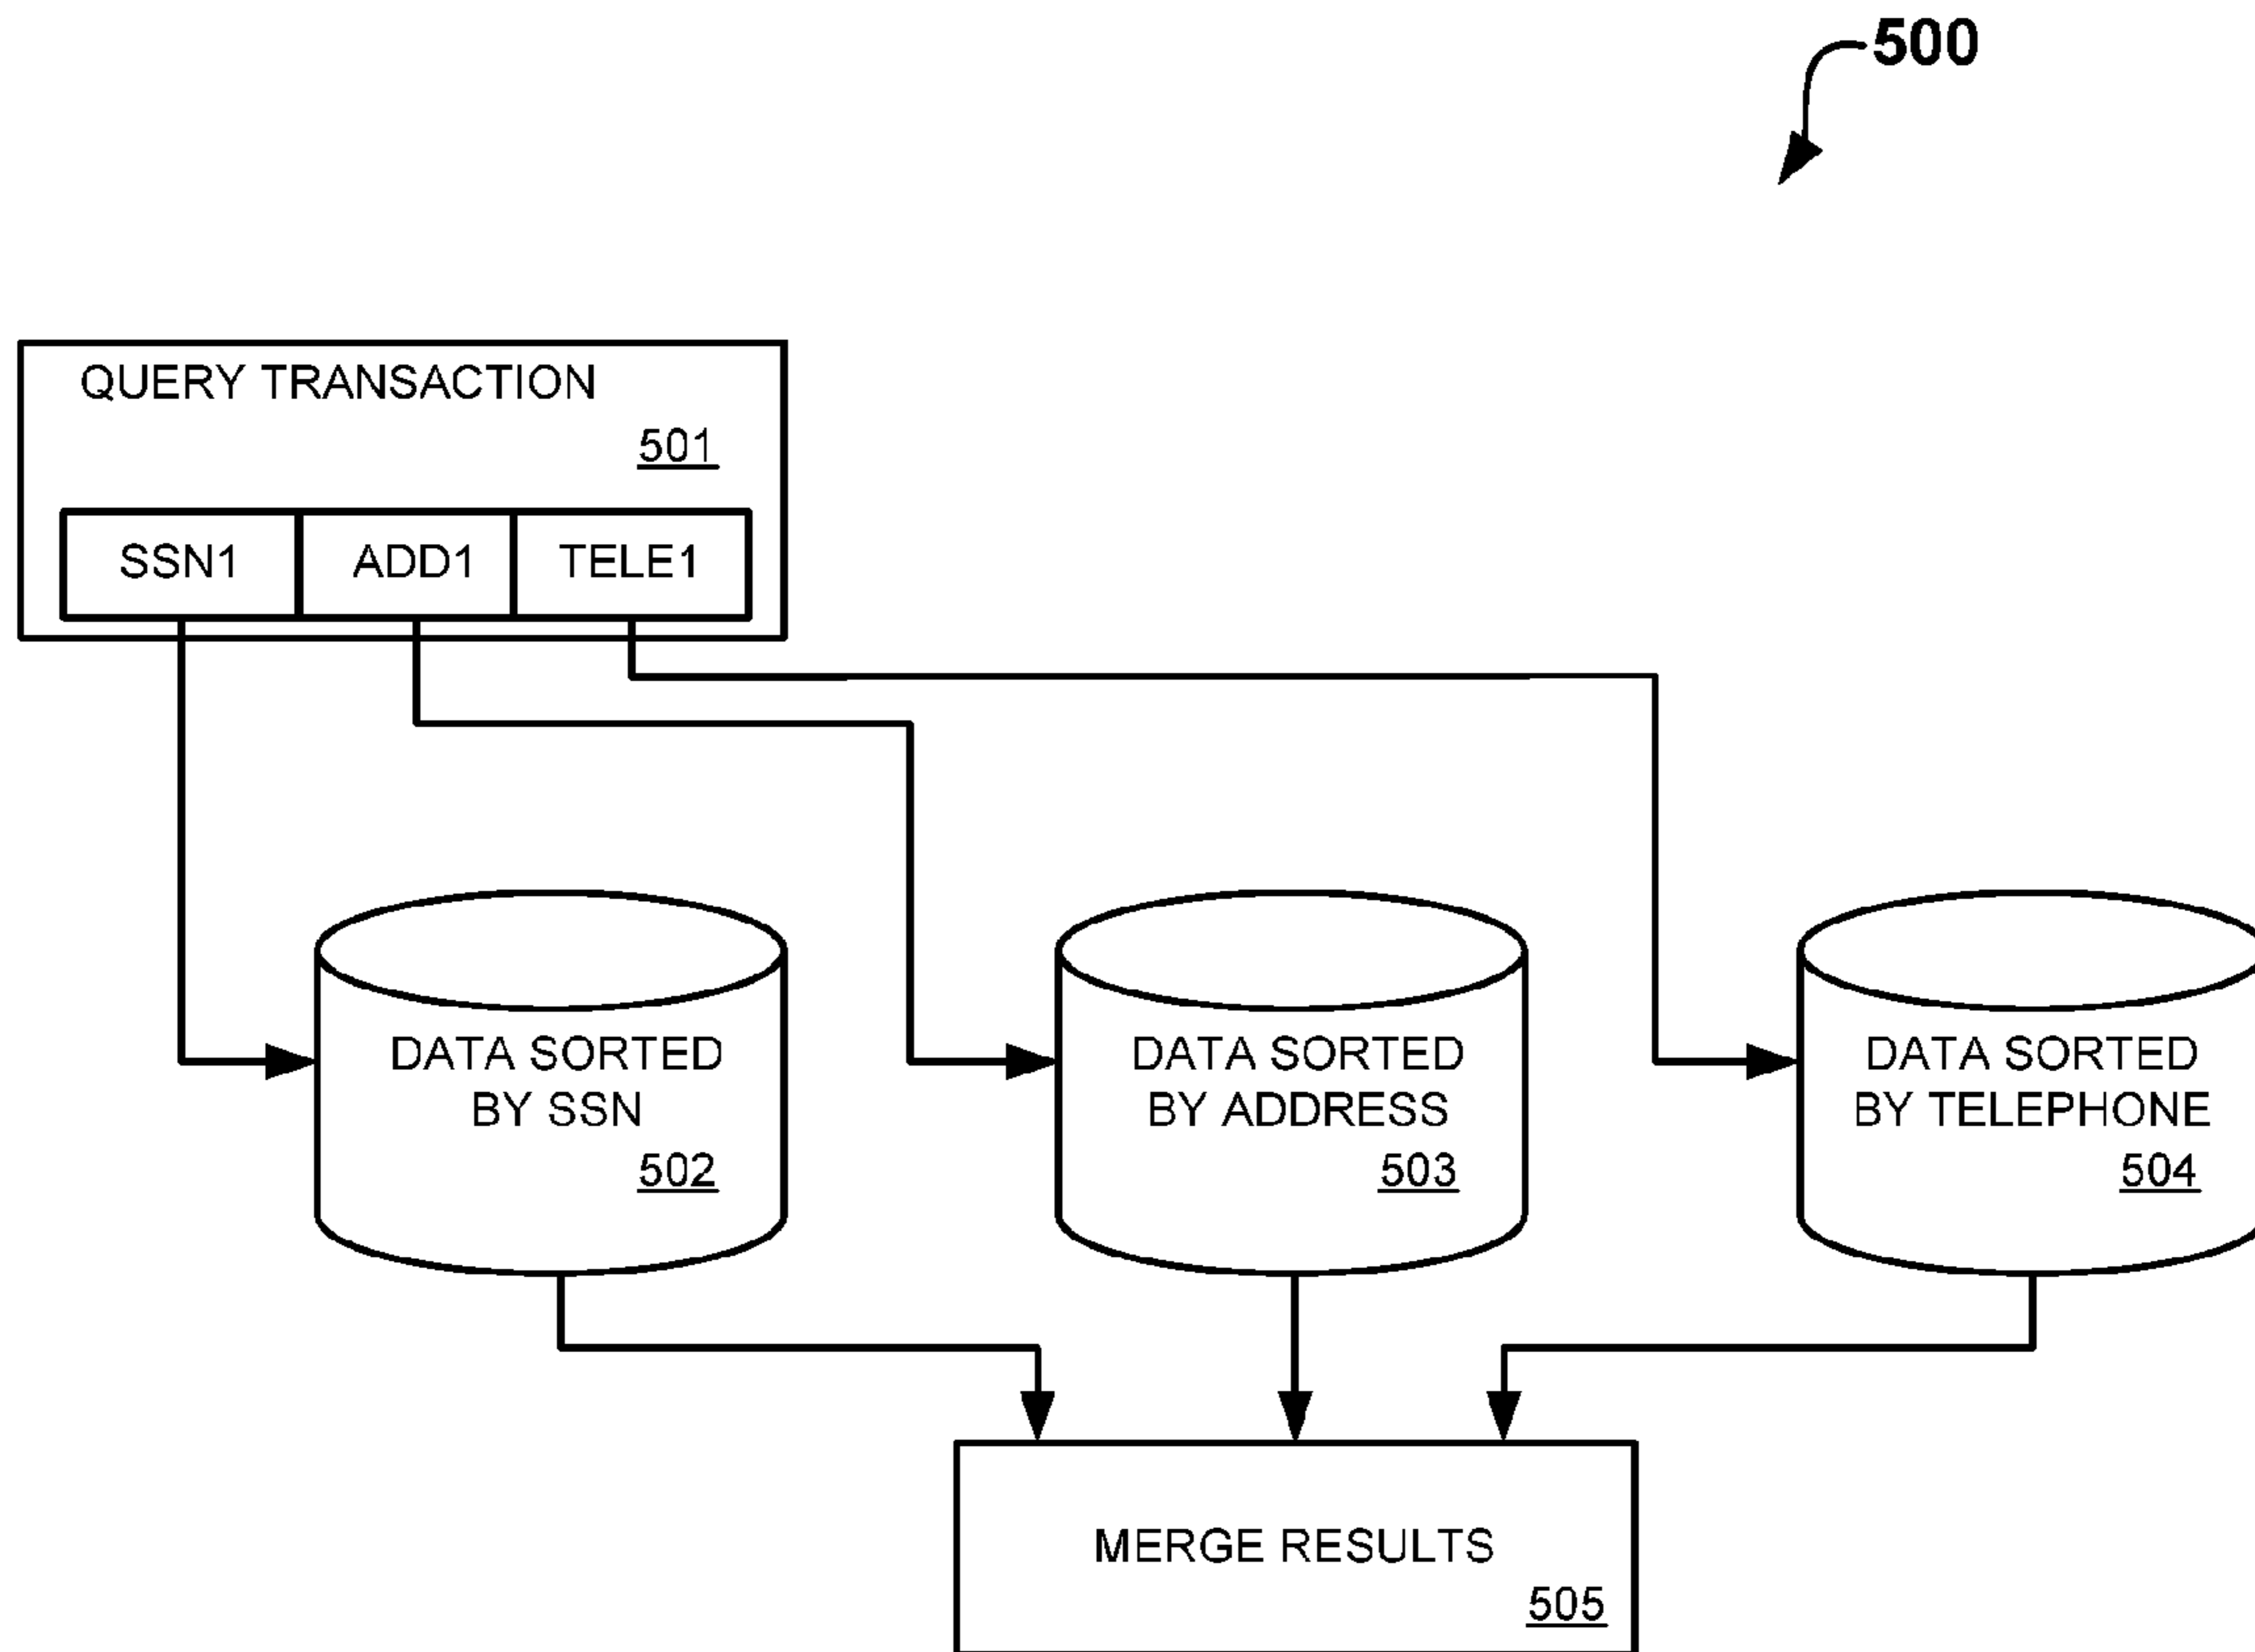 500
QUERY TRANSACTION
501
SSN1 ADD1 TELE1
DATA SORTED
BY SSN
502
DATA SORTED
BY ADDRESS
503
DATA SORTED
BY TELEPHONE
504
MERGE RESULTS
505